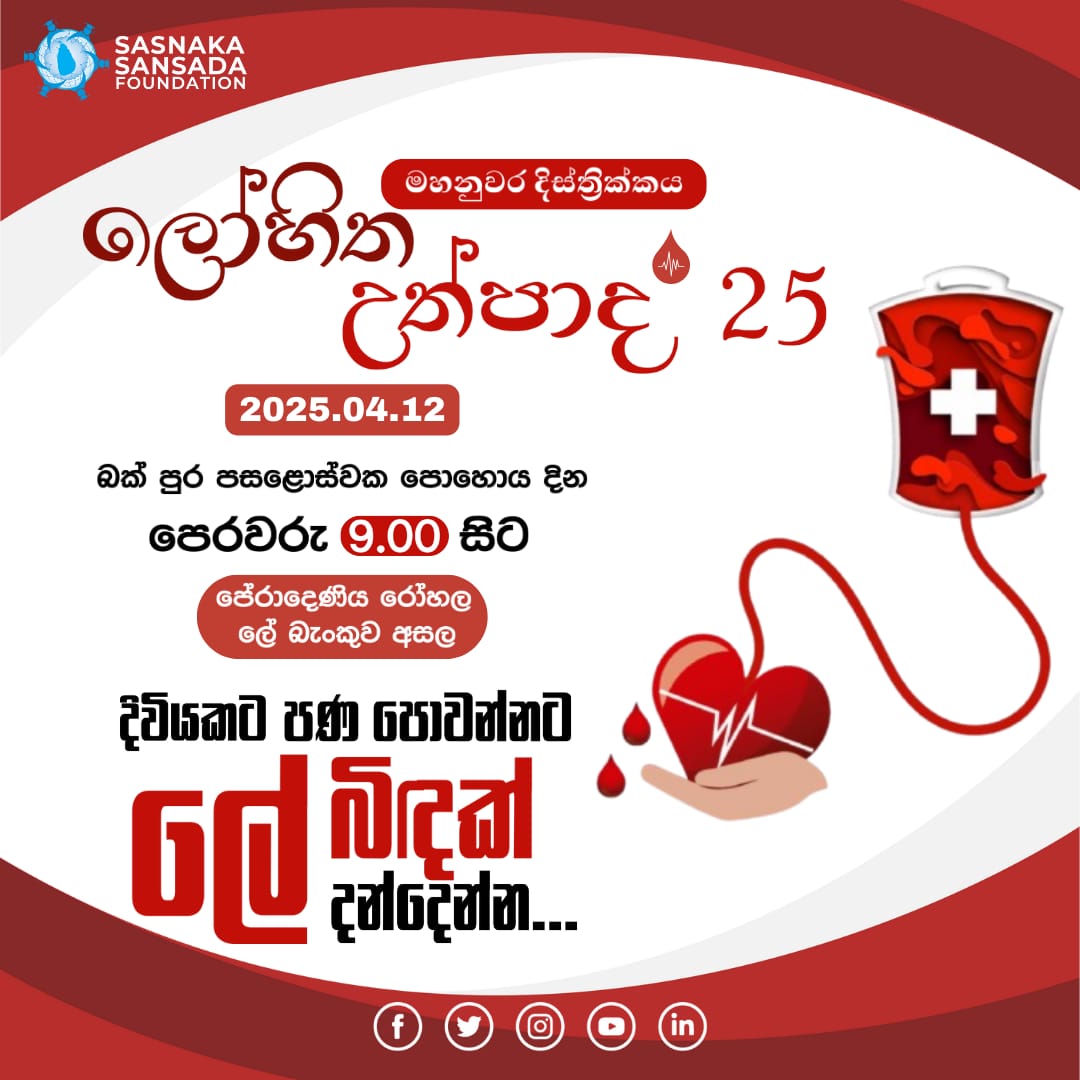 SASNAKA
SANSADA
FOUNDATION
මහනුවර දිස්ත්‍රික්කය
ලෝහිත
උත්පාද 25
2025.04.12
බක් පුර පසළොස්වක පොහොය දින
පෙරවරු 9.00 සිට
පේරාදෙණිය රෝහල
ලේ බැංකුව අසල
දිවියකට පණ පොවන්නට
ලේ බිඳක්
දන්දෙන්න...